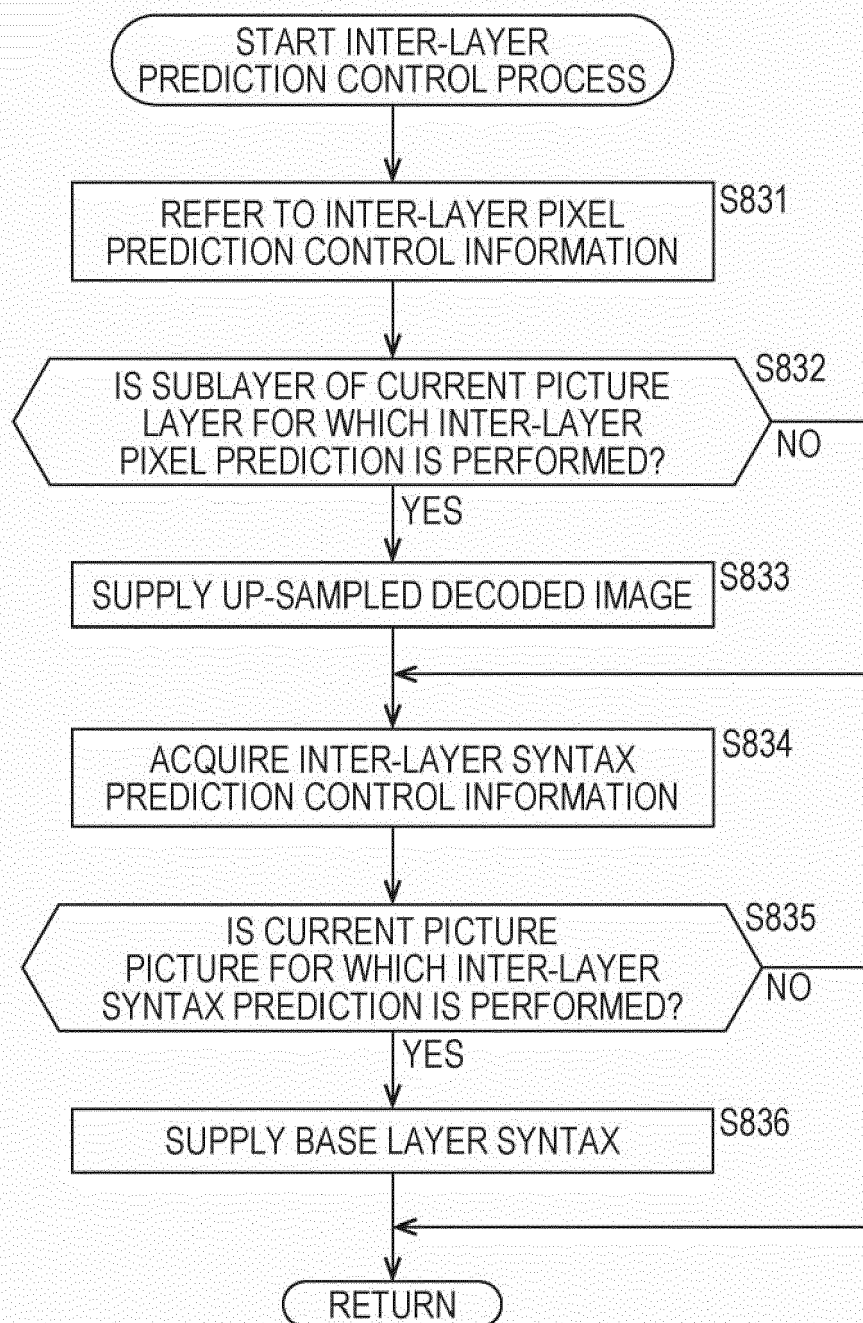 START INTER-LAYER
PREDICTION CONTROL PROCESS
S831
REFER TO INTER-LAYER PIXEL
PREDICTION CONTROL INFORMATION
S832
IS SUBLAYER OF CURRENT PICTURE
LAYER FOR WHICH INTER-LAYER
PIXEL PREDICTION IS PERFORMED?
NO
YES
S833
SUPPLY UP-SAMPLED DECODED IMAGE
S834
ACQUIRE INTER-LAYER SYNTAX
PREDICTION CONTROL INFORMATION
S835
IS CURRENT PICTURE
PICTURE FOR WHICH INTER-LAYER
SYNTAX PREDICTION IS PERFORMED?
NO
YES
S836
SUPPLY BASE LAYER SYNTAX
RETURN